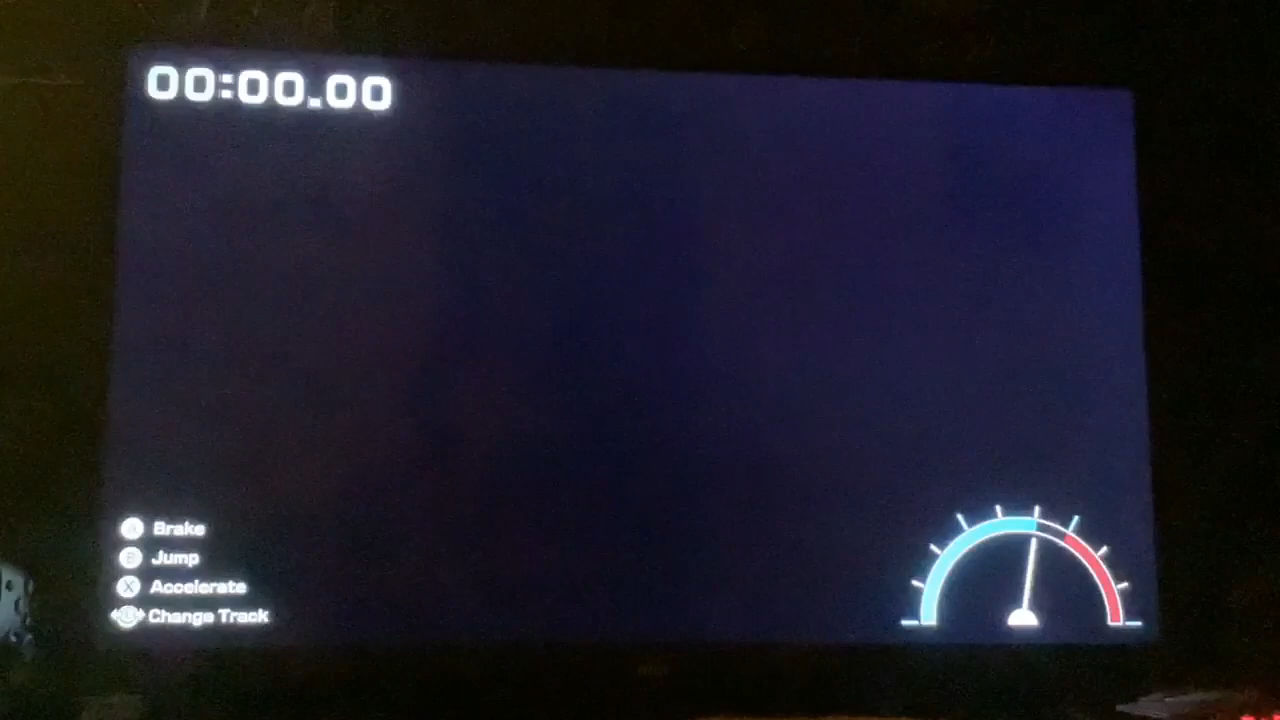 00:00.00
A Brake
B Jump
X Accelerate
L Change Track